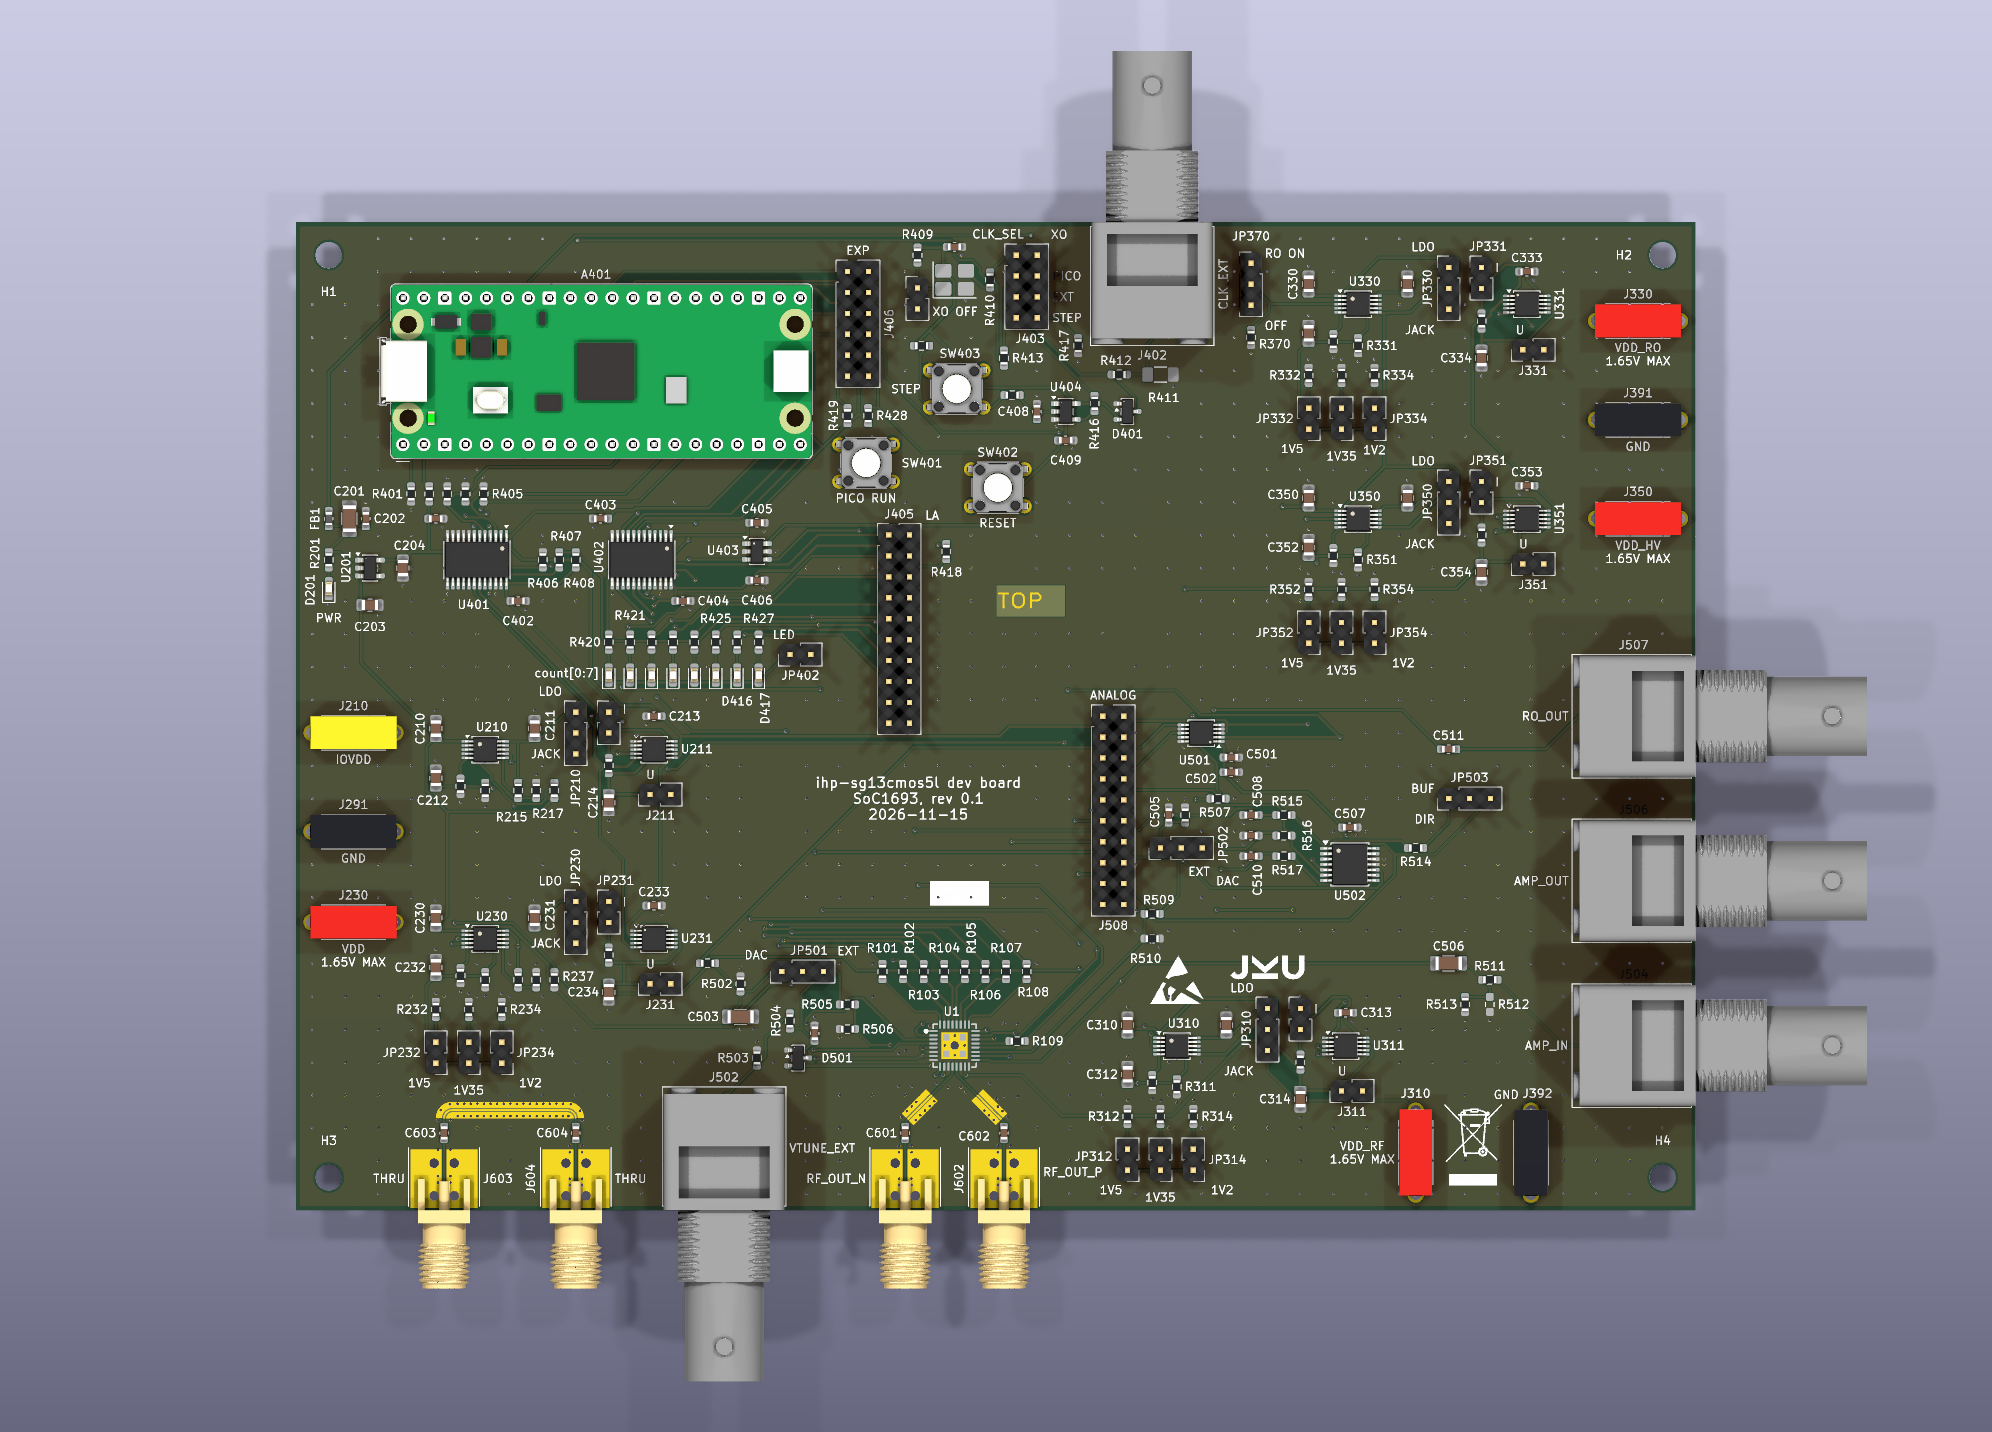 R409
CLK_SEL
XO
JP370
RO ON
EXP
LDO
JP331
H2
C333
A401
H1
PICO
EXT
STEP
R410
XO OFF
J406
J403
CLK_EXT
C330
U330
JP330
U331
J330
OFF
R370
JACK
U
VDD_RO
1.65V MAX
R417
R413
SW403
STEP
J402
R412
R411
R331
C334
J331
R332
R334
J391
GND
R419
R428
C408
U404
R416
D401
C409
JP332
JP334
1V5
1V35
1V2
SW401
PICO RUN
SW402
RESET
LDO
JP351
C353
C201
R401
R405
FB1
C202
C403
C405
J405
LA
C350
U350
JP350
U351
J350
VDD_HV
1.65V MAX
R201
U201
C204
R407
U402
U403
R418
C352
R351
JACK
U
C354
J351
D201
PWR
C203
U401
R406
R408
C402
C404
C406
R352
R354
TOP
R421
R425
R427
R420
LED
JP402
JP352
JP354
1V5
1V35
1V2
J507
count[0:7]
D416
D417
LDO
ANALOG
J210
IOVDD
C210
U210
C211
C213
U211
JACK
JP210
U
C212
C214
J211
R215
R217
U501
C501
C502
C511
RO_OUT
JP503
BUF
DIR
ihp-sg13cmos5l dev board
SoC1693, rev 0.1
2026-11-15
C505
R507
C508
R515
R516
C507
J506
J291
GND
JP502
EXT
DAC
C510
R517
U502
R514
AMP_OUT
LDO
JP230
JP231
C233
J230
VDD
1.65V MAX
C230
U230
C231
JACK
U231
U
C232
R237
C234
J231
R509
J508
R510
DAC
JP501
EXT
R101
R102
R104
R105
R107
R103
R106
R108
R502
C503
R504
R505
R506
R503
D501
U1
R109
JKU
C506
R511
R513
R512
J504
AMP_IN
LDO
C310
U310
JP310
C313
U311
JACK
U
C312
R311
C314
J311
R312
R314
R232
R234
JP232
JP234
1V5
1V35
1V2
J502
VTUNE_EXT
C603
C604
C601
C602
THRU
J603
J604
THRU
RF_OUT_N
J602
RF_OUT_P
JP312
JP314
1V5
1V35
1V2
J310
GND
J392
VDD_RF
1.65V MAX
H3
H4